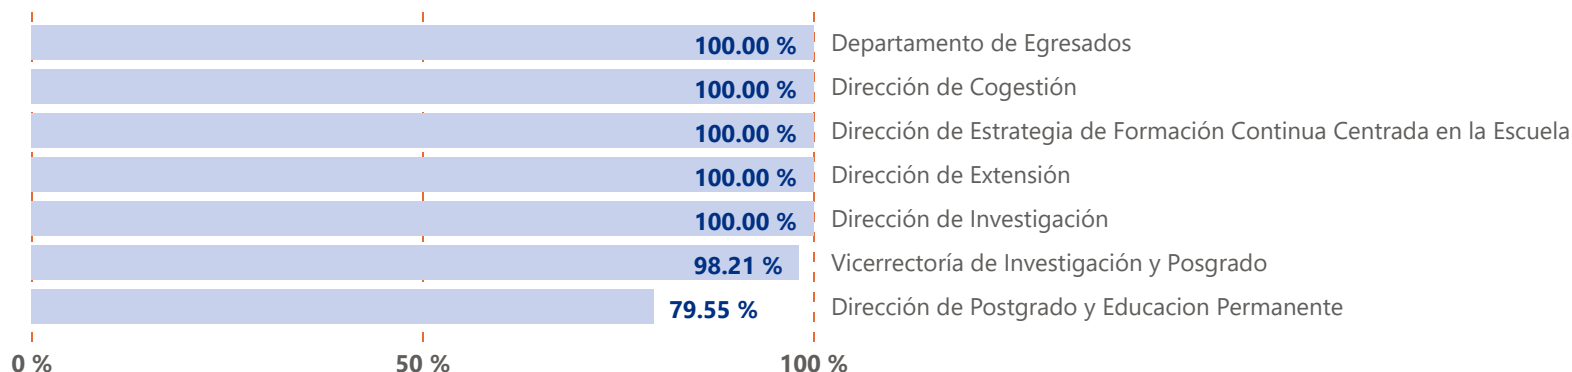 100.00 % Departamento de Egresados
100.00 % Dirección de Cogestión
100.00 % Dirección de Estrategia de Formación Continua Centrada en la Escuela
100.00 % Dirección de Extensión
100.00 % Dirección de Investigación
98.21 % Vicerrectoría de Investigación y Posgrado
79.55 % Dirección de Postgrado y Educacion Permanente
0 % 50 % 100 %